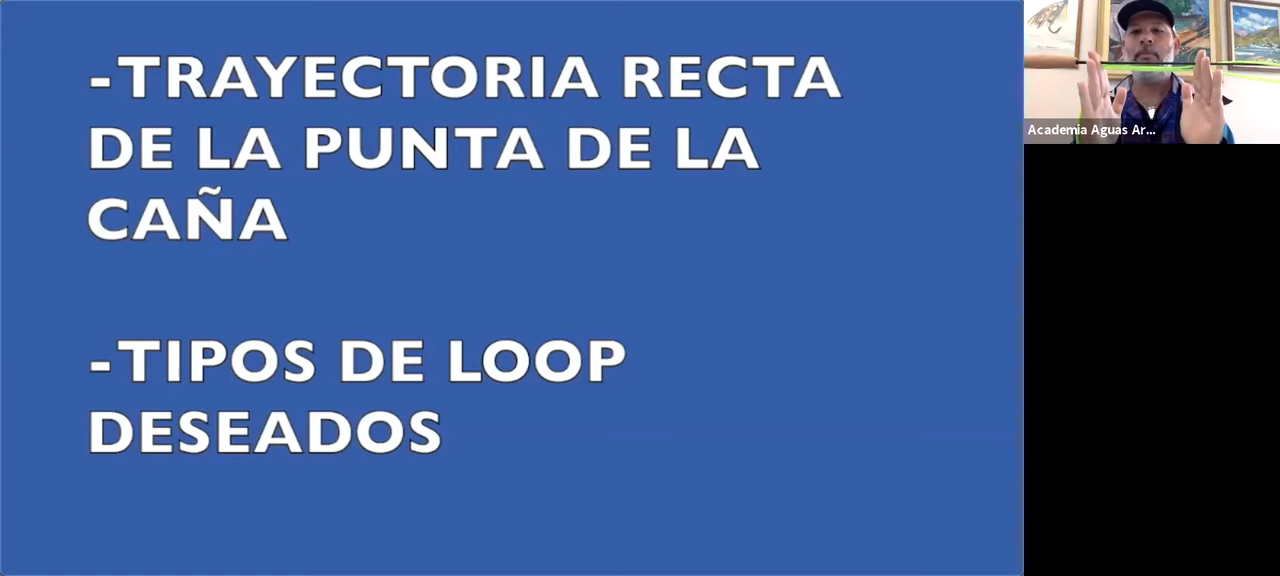 -TRAYECTORIA RECTA
DE LA PUNTA DE LA
CAÑA
-TIPOS DE LOOP
DESEADOS
Academia Aguas Ar...